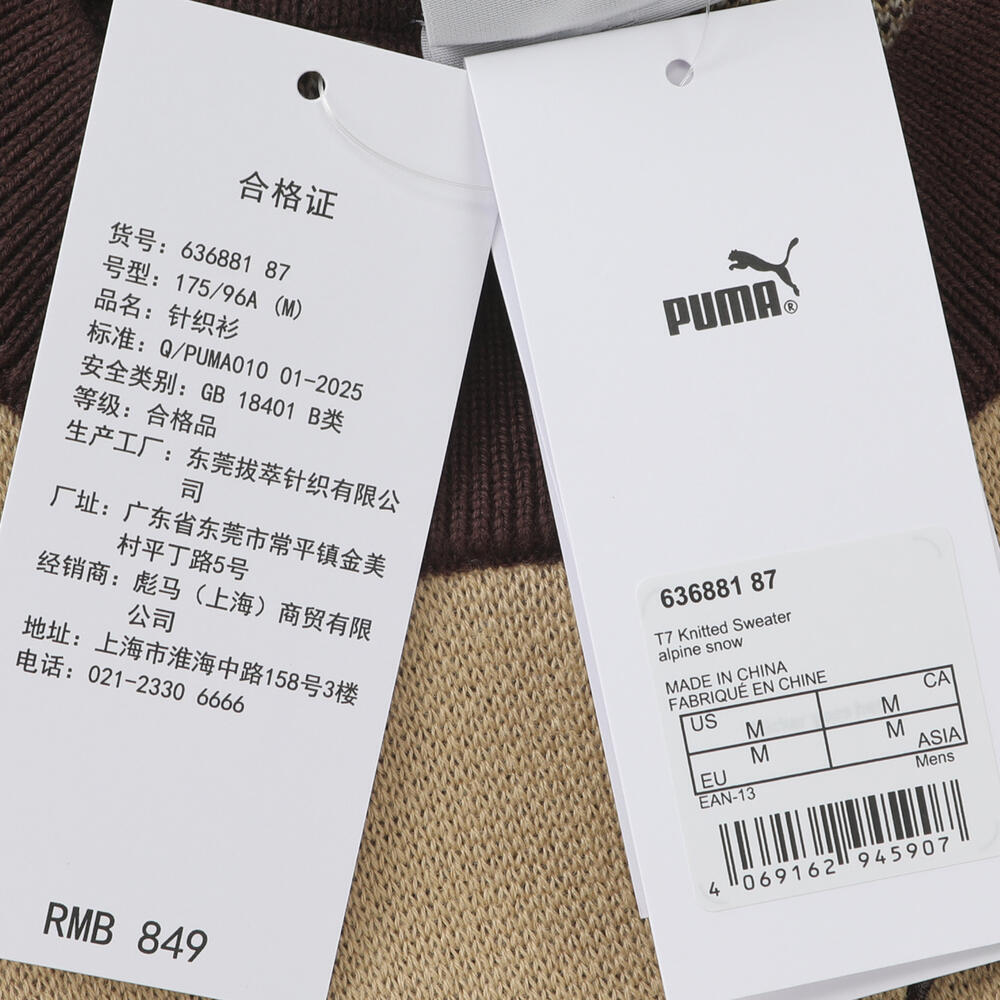 合格证
货号：636881 87
号型：175/96A (M)
品名：针织衫
标准：Q/PUMA010 01-2025
安全类别：GB 18401 B类
等级：合格品
生产工厂：东莞拔萃针织有限公
司
厂址：广东省东莞市常平镇金美
村平丁路5号
经销商：彪马（上海）商贸有限
公司
地址：上海市淮海中路158号3楼
电话：021-2330 6666
RMB 849
PUMA®
636881 87
T7 Knitted Sweater
alpine snow
MADE IN CHINA
FABRIQUÉ EN CHINE
US M M CA
EU M M ASIA
EAN-13 Mens
4 069162 945907